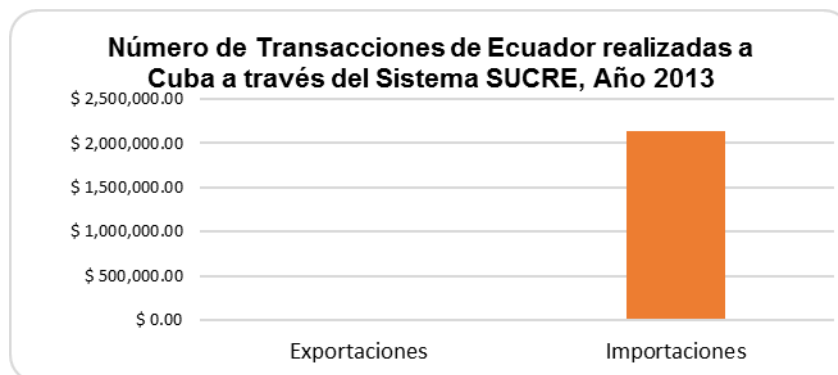 Número de Transacciones de Ecuador realizadas a
Cuba a través del Sistema SUCRE, Año 2013
$ 2,500,000.00
$ 2,000,000.00
$ 1,500,000.00
$ 1,000,000.00
$ 500,000.00
$ 0.00
Exportaciones Importaciones